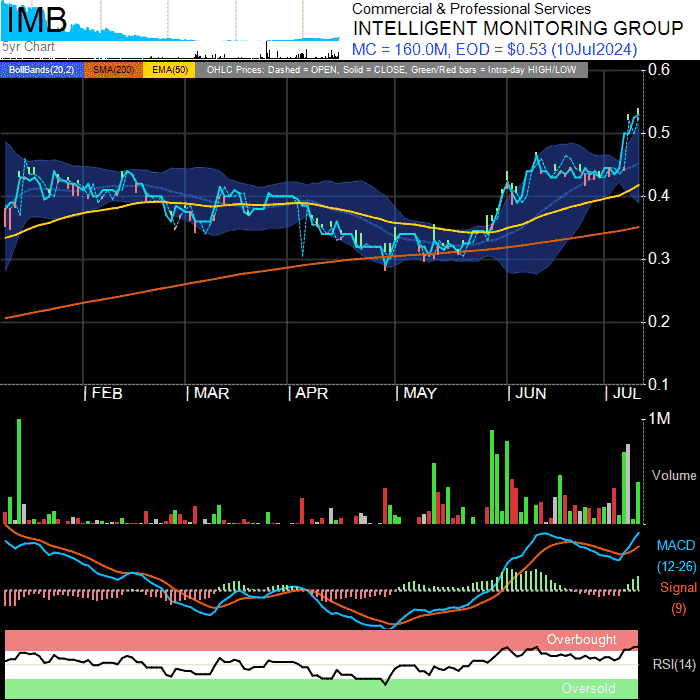 IMB
Commercial & Professional Services
INTELLIGENT MONITORING GROUP
MC = 160.0M, EOD = $0.53 (10Jul2024)
5yr Chart
BollBands(20,2) SMA(200) EMA(50) OHLC Prices: Dashed = OPEN, Solid = CLOSE, Green/Red bars = Intra-day HIGH/LOW
0.6
0.5
0.4
0.3
0.2
0.1
| FEB | MAR | APR | MAY | JUN | JUL
1M
Volume
MACD
(12-26)
Signal
(9)
Overbought
RSI(14)
Oversold